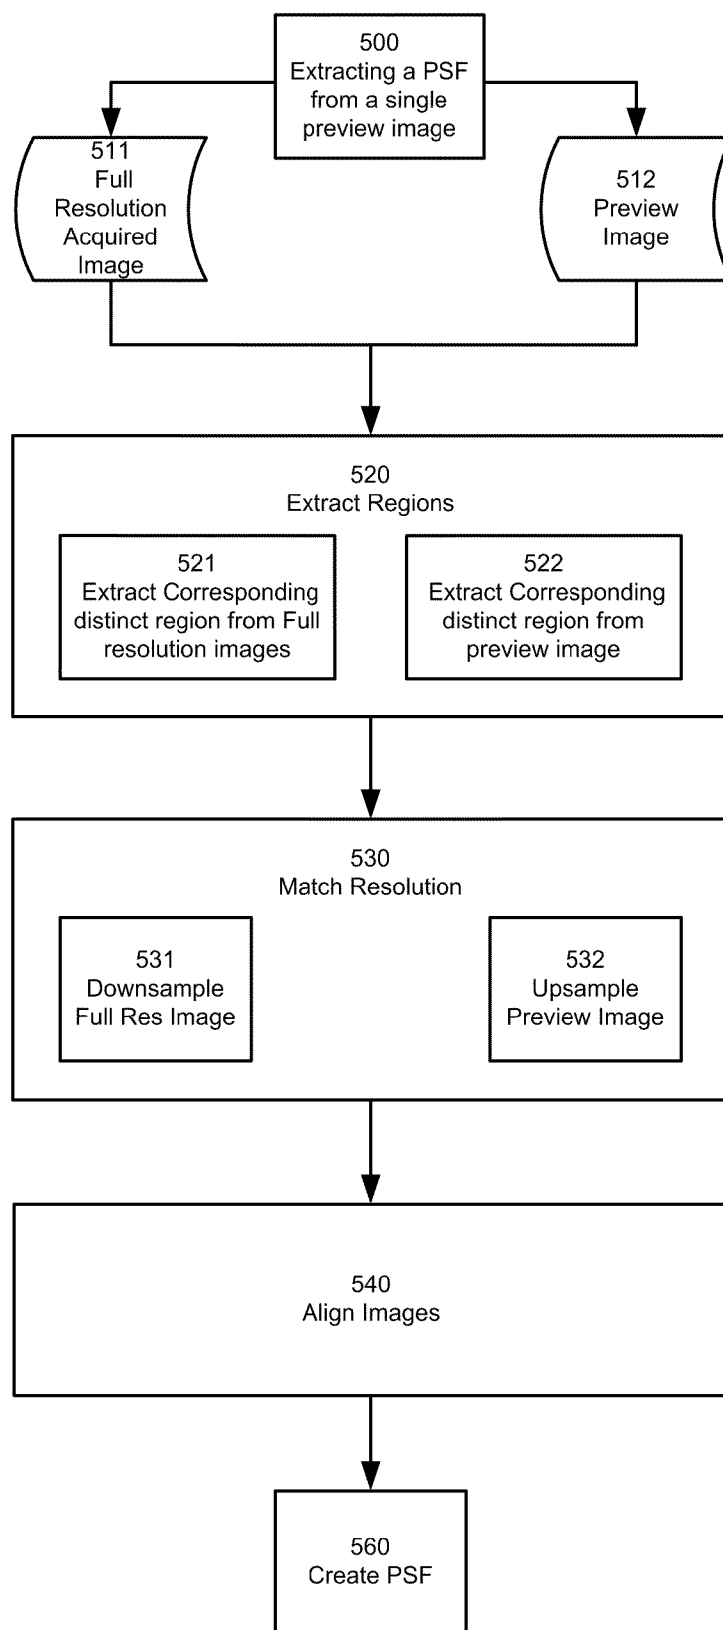 500
Extracting a PSF
from a single
preview image
511
Full
Resolution
Acquired
Image
512
Preview
Image
520
Extract Regions
521
Extract Corresponding
distinct region from Full
resolution images
522
Extract Corresponding
distinct region from
preview image
530
Match Resolution
531
Downsample
Full Res Image
532
Upsample
Preview Image
540
Align Images
560
Create PSF